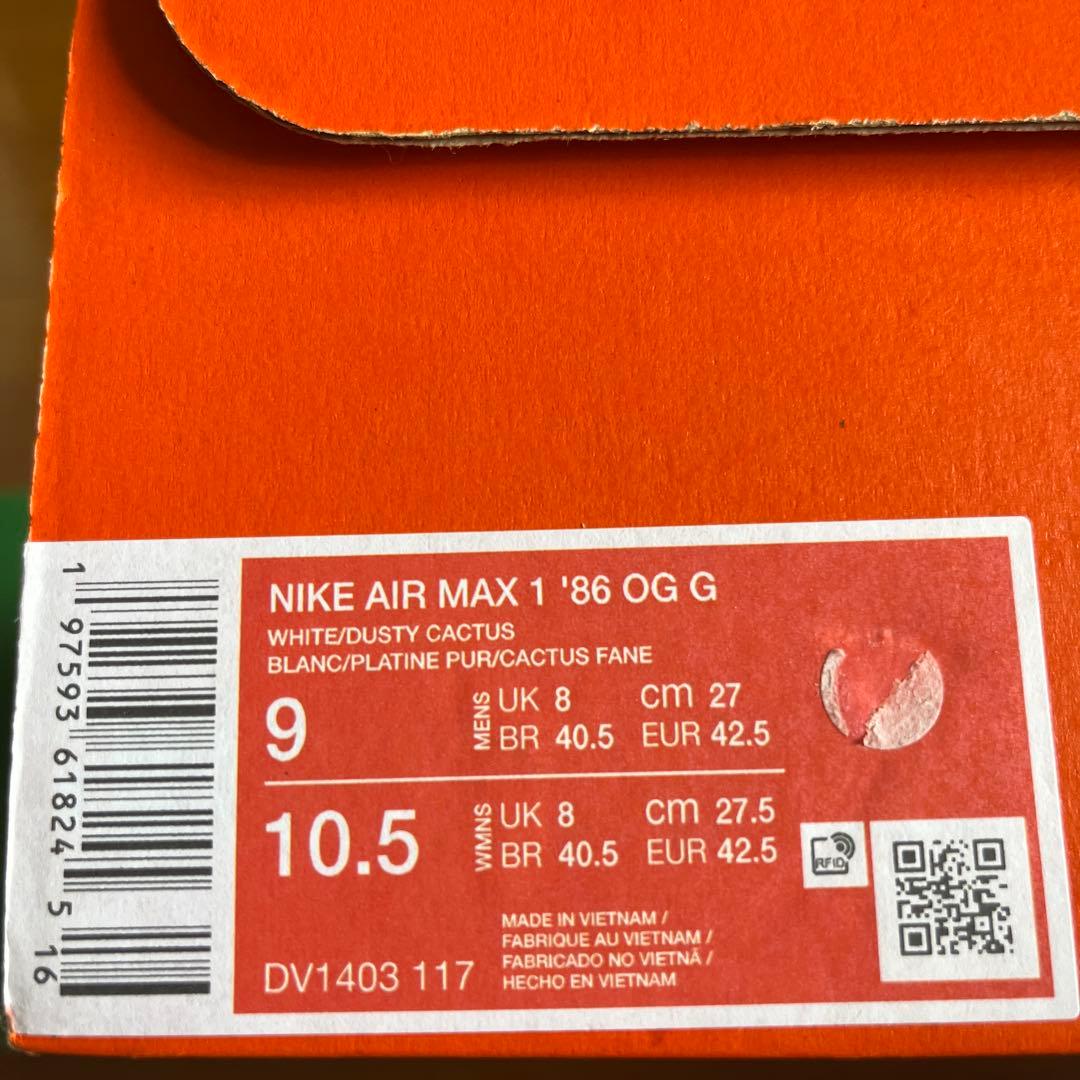 NIKE AIR MAX 1 '86 OG G
WHITE/DUSTY CACTUS
BLANC/PLATINE PUR/CACTUS FANE
9 MENS UK 8 cm 27
BR 40.5 EUR 42.5
10.5 WMNS UK 8 cm 27.5
BR 40.5 EUR 42.5
RFID
MADE IN VIETNAM /
FABRIQUE AU VIETNAM /
FABRICADO NO VIETNÃ /
HECHO EN VIETNAM
DV1403 117
1 97593 61824 5 16